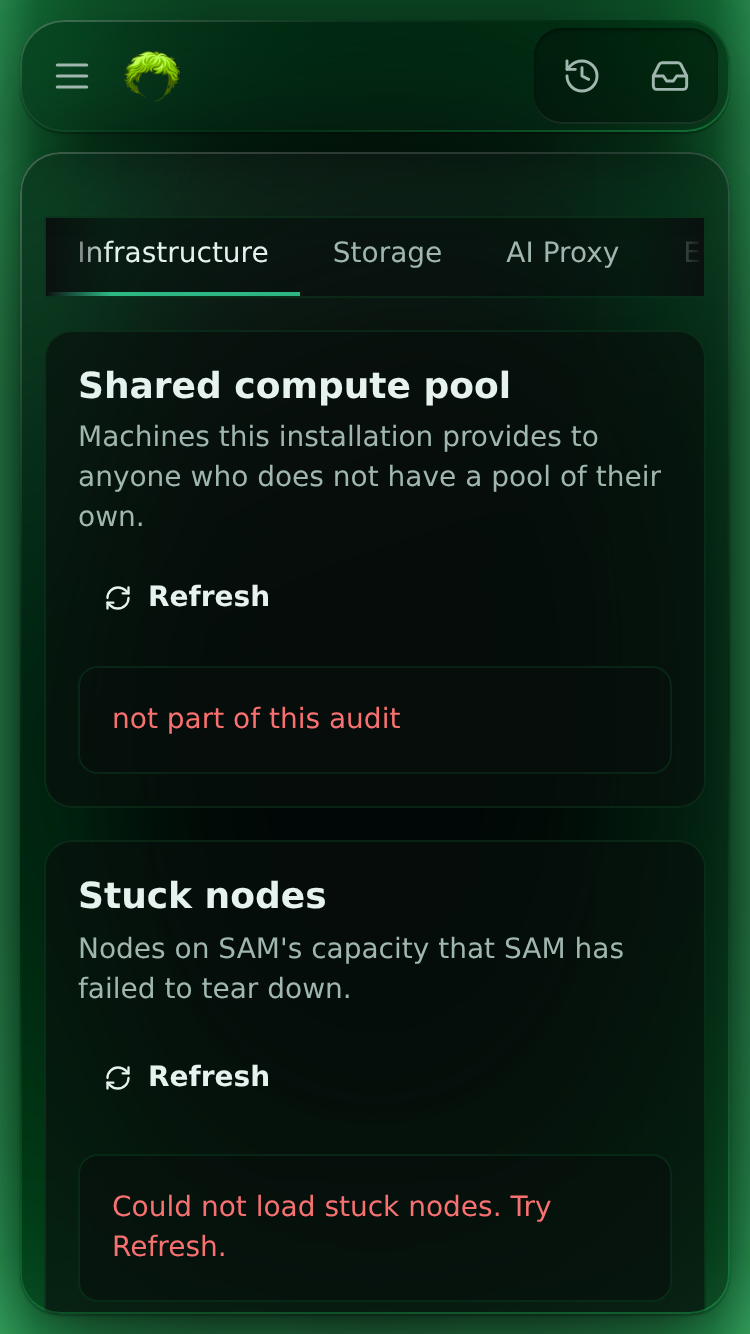 Infrastructure Storage AI Proxy E
Shared compute pool
Machines this installation provides to
anyone who does not have a pool of their
own.
Refresh
not part of this audit
Stuck nodes
Nodes on SAM's capacity that SAM has
failed to tear down.
Refresh
Could not load stuck nodes. Try
Refresh.